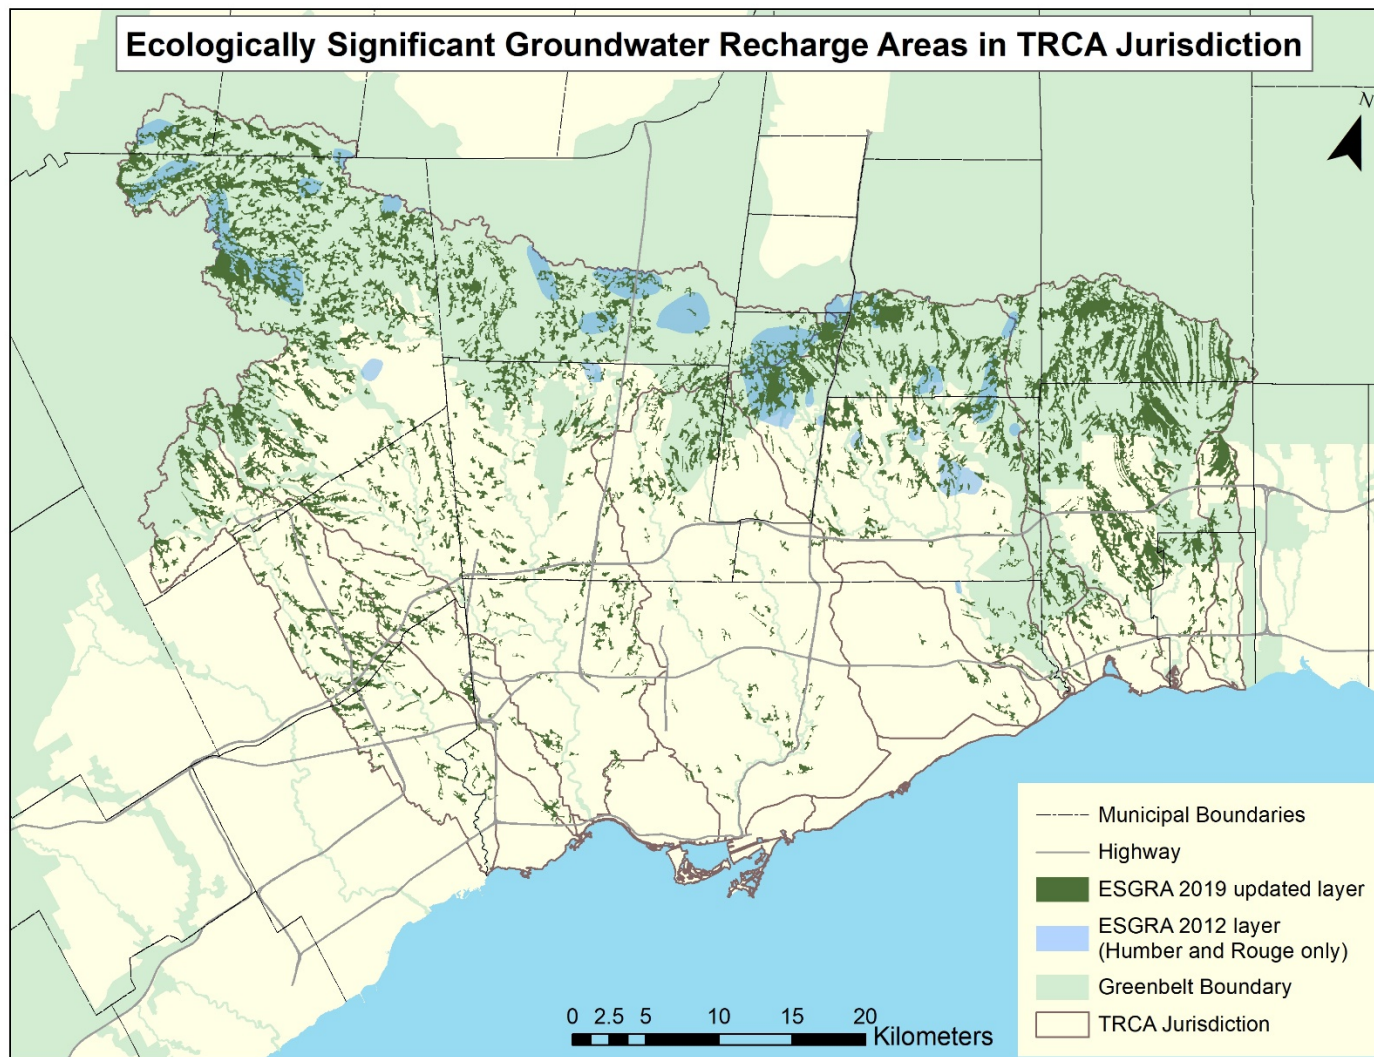 Ecologically Significant Groundwater Recharge Areas in TRCA Jurisdiction
N
Municipal Boundaries
Highway
ESGRA 2019 updated layer
ESGRA 2012 layer
(Humber and Rouge only)
Greenbelt Boundary
TRCA Jurisdiction
0 2.5 5 10 15 20
Kilometers